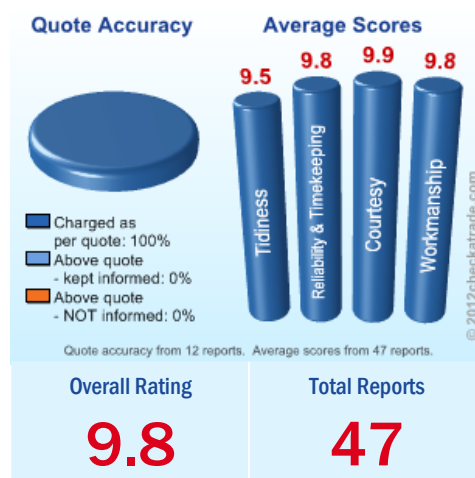 Quote Accuracy
Charged as
per quote: 100%
Above quote
- kept informed: 0%
Above quote
- NOT informed: 0%
Average Scores
9.5
9.8
9.9
9.8
Tidiness
Reliability & Timekeeping
Courtesy
Workmanship
© 2012checkatrade.com
Quote accuracy from 12 reports. Average scores from 47 reports.
Overall Rating
9.8
Total Reports
47